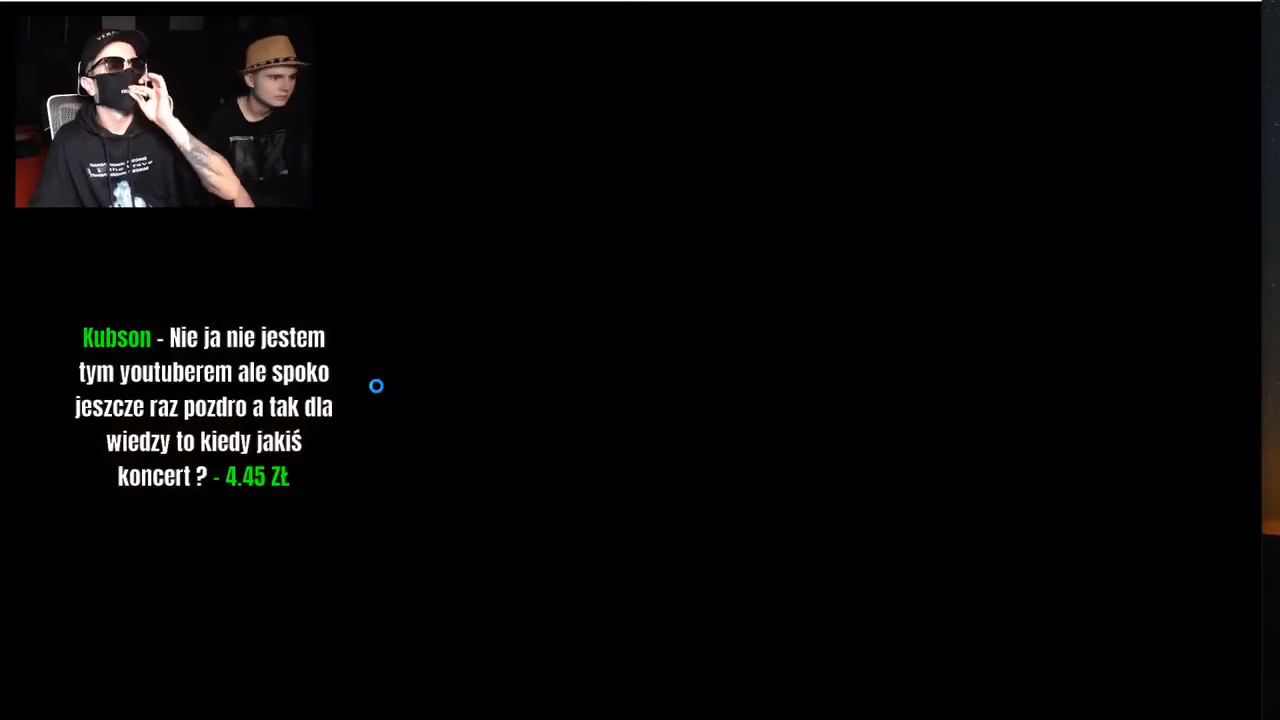 Kubson - Nie ja nie jestem
tym youtuberem ale spoko
jeszcze raz pozdro a tak dla
wiedzy to kiedy jakiś
koncert ? - 4.45 ZŁ